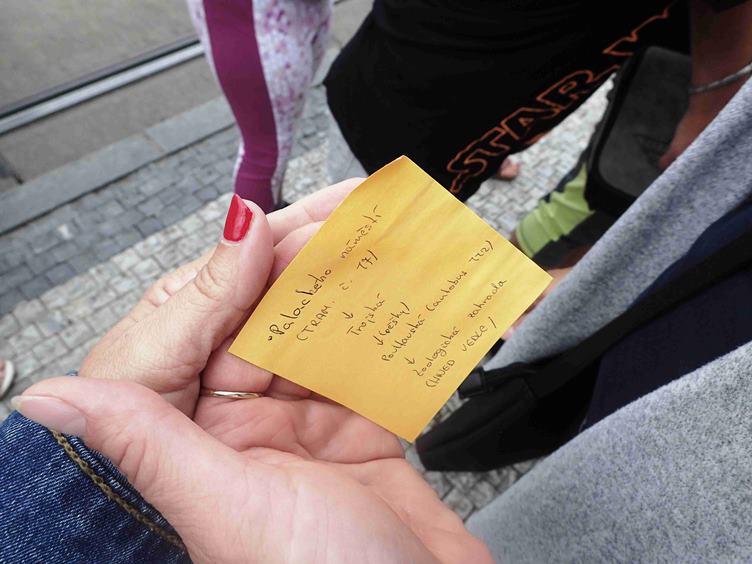 STAR W
• Palackého náměstí
(TRAM. č. 17)
↓
Trojská
↓ (pěšky)
Povltavská (autobus 112)
↓
Zoologická zahrada
(HNED VEDLE)